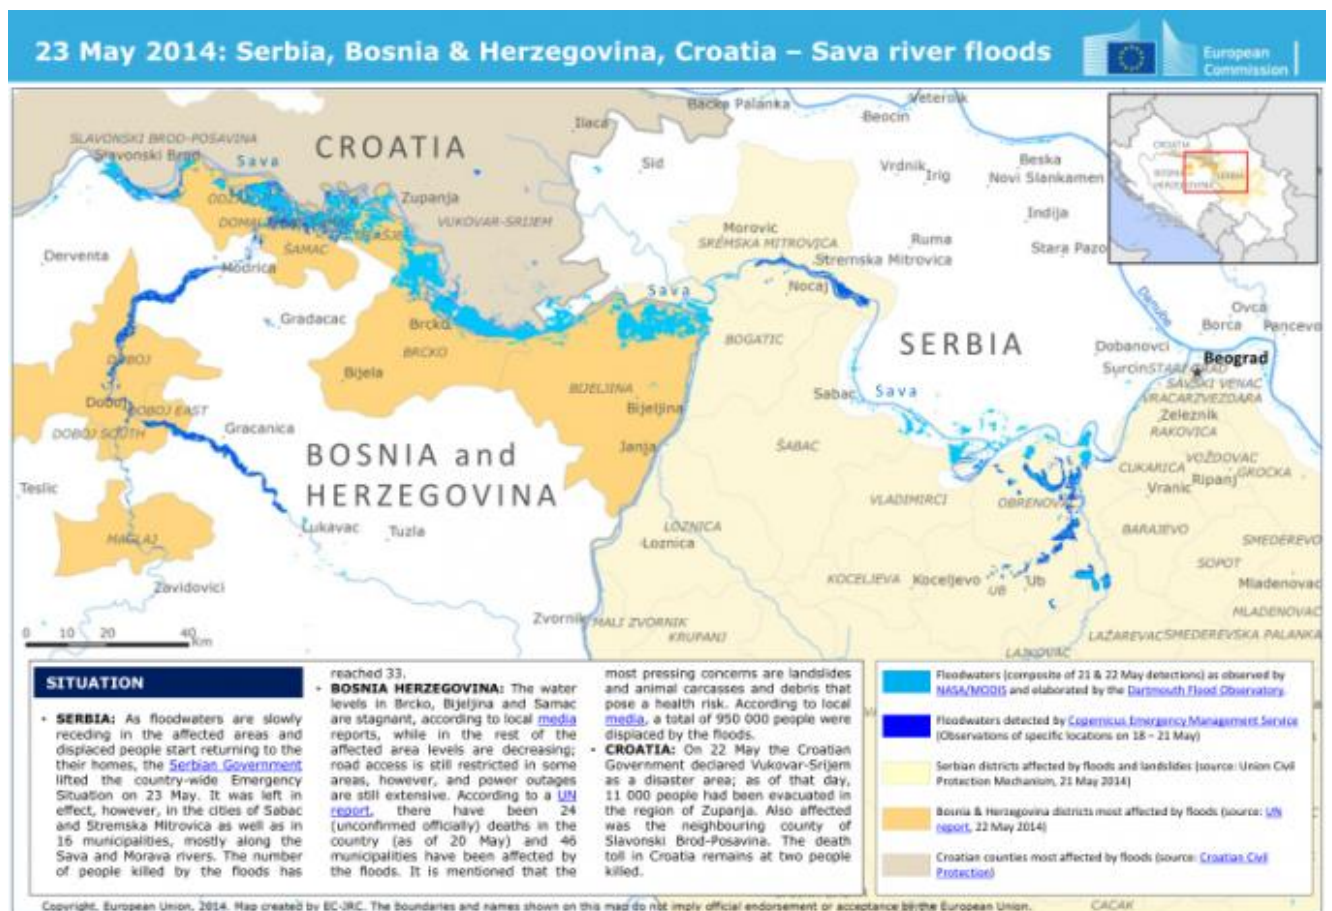 23 May 2014: Serbia, Bosnia & Herzegovina, Croatia – Sava river floods
European
Commission
Backa Palanka
Veternik
Beocin
Ilaca
SLAVONSKI BROD-POSAVINA
Slavonski Brod
Sava
CROATIA
CROATIA
SERBIA
Sid
Vrdnik
Irig
Beska
Novi Slankamen
Zupanja
VUKOVAR-SRIJEM
Indija
Morovic
SREMSKA MITROVICA
Ruma
Stara Pazo
ŠAMAC
Derventa
Modrica
Stremska Mitrovica
Nocaj
Sava
Danube
Ovca
Gradacac
Brcko
BRCKO
BOGATIC
SERBIA
Borca
Pancevo
Dobanovci
Beograd
DOBOJ
Bijela
BIJELJINA
Surcin
STARI GRAD
SAVSKI VENAC
VRACAR
ZVEZDARA
Doboj
DOBOJ EAST
Bijeljina
Sabac
Sava
Zeleznik
RAKOVICA
DOBOJ SOUTH
Gracanica
BOSNIA and
HERZEGOVINA
Janja
ŠABAC
VOŽDOVAC
CUKARICA
GROCKA
Ripanj
Vranic
Teslic
VLADIMIRCI
OBRENOVAC
Lukavac
Tuzla
LOZNICA
Loznica
BARAJEVO
SMEDEREVO
MAGLAJ
SOPOT
Zavidovici
KOCELJEVA
Koceljevo
UB
Ub
Mladenovac
MLADENOVAC
Zvornik
MALI ZVORNIK
KRUPANJ
LAZAREVAC
SMEDEREVSKA PALANKA
LAJKOVAC
0 10 20 40
Km
SITUATION
• SERBIA: As floodwaters are slowly
receding in the affected areas and
displaced people start returning to
their homes, the Serbian Government
lifted the country-wide Emergency
Situation on 23 May. It was left in
effect, however, in the cities of Sabac
and Stremska Mitrovica as well as in
16 municipalities, mostly along the
Sava and Morava rivers. The number
of people killed by the floods has
reached 33.
• BOSNIA HERZEGOVINA: The water
levels in Brcko, Bijeljina and Samac
are stagnant, according to local media
reports, while in the rest of the
affected area levels are decreasing;
road access is still restricted in some
areas, however, and power outages
are still extensive. According to a UN
report, there have been 24
(unconfirmed officially) deaths in the
country (as of 20 May) and 46
municipalities have been affected by
the floods. It is mentioned that the
most pressing concerns are landslides
and animal carcasses and debris that
pose a health risk. According to local
media, a total of 950 000 people were
displaced by the floods.
• CROATIA: On 22 May the Croatian
Government declared Vukovar-Srijem
as a disaster area; as of that day,
11 000 people had been evacuated in
the region of Zupanja. Also affected
was the neighbouring county of
Slavonski Brod-Posavina. The death
toll in Croatia remains at two people
killed.
Floodwaters (composite of 21 & 22 May detections) as observed by
NASA/MODIS and elaborated by the Dartmouth Flood Observatory.
Floodwaters detected by Copernicus Emergency Management Service
(Observations of specific locations on 18 – 21 May)
Serbian districts affected by floods and landslides (source: Union Civil
Protection Mechanism, 21 May 2014)
Bosnia & Herzegovina districts most affected by floods (source: UN
report, 22 May 2014)
Croatian counties most affected by floods (source: Croatian Civil
Protection)
CACAK
Copyright, European Union, 2014. Map created by EC-JRC. The Boundaries and names shown on this map do not imply official endorsement or acceptance by the European Union.